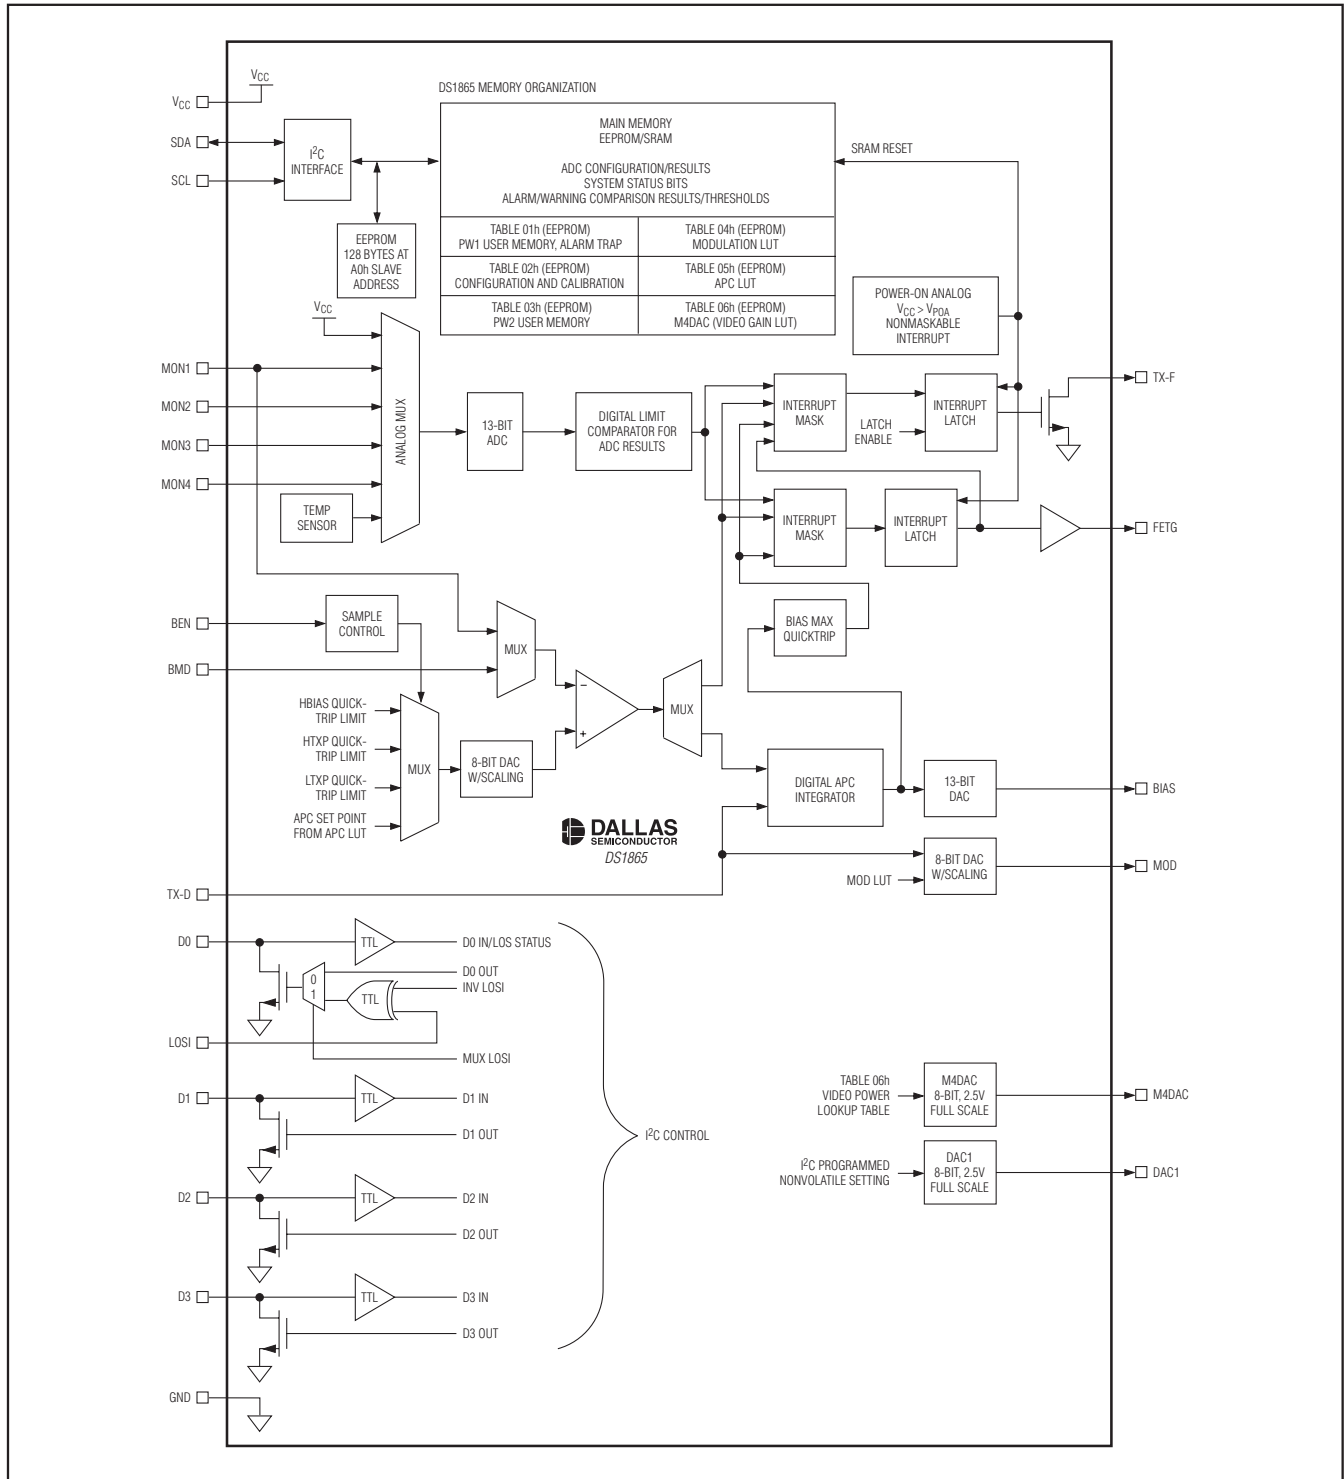 VCC
VCC
SDA
SCL
I2C
INTERFACE
EEPROM
128 BYTES AT
A0h SLAVE
ADDRESS
DS1865 MEMORY ORGANIZATION
MAIN MEMORY
EEPROM/SRAM
ADC CONFIGURATION/RESULTS
SYSTEM STATUS BITS
ALARM/WARNING COMPARISON RESULTS/THRESHOLDS
TABLE 01h (EEPROM)
PW1 USER MEMORY, ALARM TRAP
TABLE 04h (EEPROM)
MODULATION LUT
TABLE 02h (EEPROM)
CONFIGURATION AND CALIBRATION
TABLE 05h (EEPROM)
APC LUT
TABLE 03h (EEPROM)
PW2 USER MEMORY
TABLE 06h (EEPROM)
M4DAC (VIDEO GAIN LUT)
SRAM RESET
POWER-ON ANALOG
VCC > VPOA
NONMASKABLE
INTERRUPT
VCC
MON1
MON2
MON3
MON4
TEMP
SENSOR
ANALOG MUX
13-BIT
ADC
DIGITAL LIMIT
COMPARATOR FOR
ADC RESULTS
INTERRUPT
MASK
LATCH
ENABLE
INTERRUPT
LATCH
TX-F
INTERRUPT
MASK
INTERRUPT
LATCH
FETG
BEN
SAMPLE
CONTROL
BMD
MUX
BIAS MAX
QUICKTRIP
HBIAS QUICK-
TRIP LIMIT
HTXP QUICK-
TRIP LIMIT
LTXP QUICK-
TRIP LIMIT
APC SET POINT
FROM APC LUT
MUX
8-BIT DAC
W/SCALING
−
+
MUX
DIGITAL APC
INTEGRATOR
13-BIT
DAC
BIAS
DALLAS
SEMICONDUCTOR
DS1865
MOD LUT
8-BIT DAC
W/SCALING
MOD
TX-D
D0
TTL
D0 IN/LOS STATUS
0
1
TTL
D0 OUT
INV LOSI
LOSI
MUX LOSI
D1
TTL
D1 IN
D1 OUT
I2C CONTROL
D2
TTL
D2 IN
D2 OUT
D3
TTL
D3 IN
D3 OUT
GND
TABLE 06h
VIDEO POWER
LOOKUP TABLE
M4DAC
8-BIT, 2.5V
FULL SCALE
M4DAC
I2C PROGRAMMED
NONVOLATILE SETTING
DAC1
8-BIT, 2.5V
FULL SCALE
DAC1